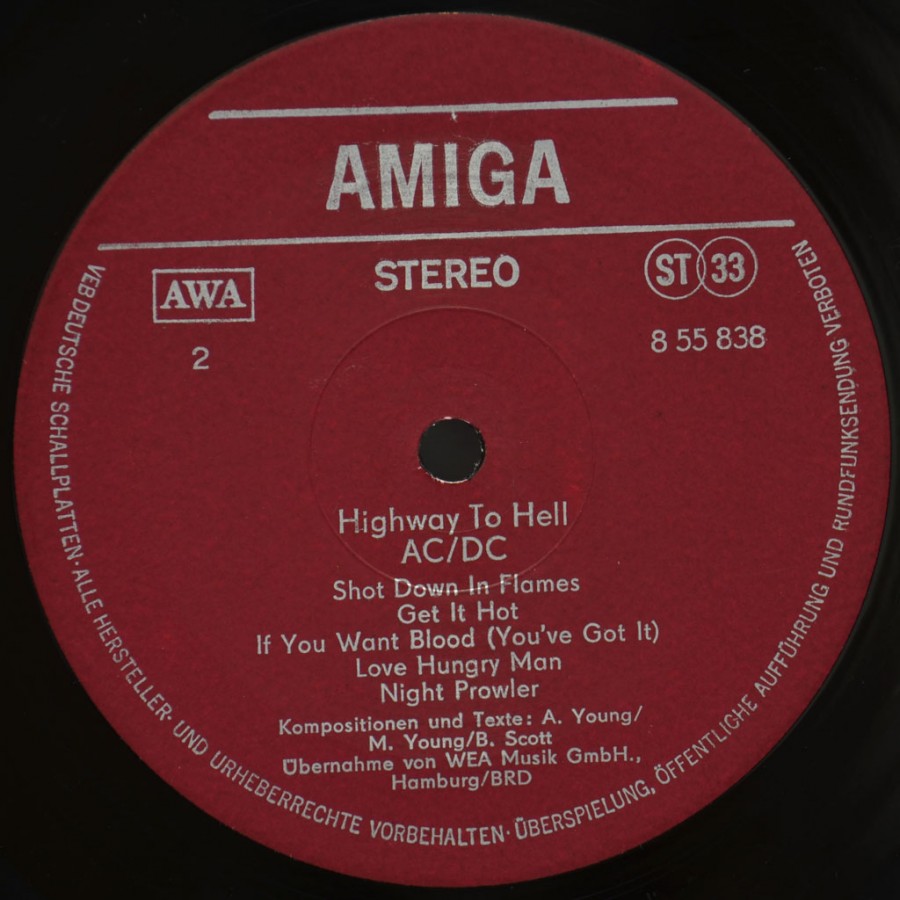 AMIGA
STEREO
AWA
ST 33
2
8 55 838
Highway To Hell
AC/DC
Shot Down In Flames
Get It Hot
If You Want Blood (You've Got It)
Love Hungry Man
Night Prowler
Kompositionen und Texte: A. Young/
M. Young/B. Scott
Übernahme von WEA Musik GmbH.,
Hamburg/BRD
VEB DEUTSCHE SCHALLPLATTEN · ALLE HERSTELLER- UND URHEBERRECHTE VORBEHALTEN · ÜBERSPIELUNG, ÖFFENTLICHE AUFFÜHRUNG UND RUNDFUNKSENDUNG VERBOTEN